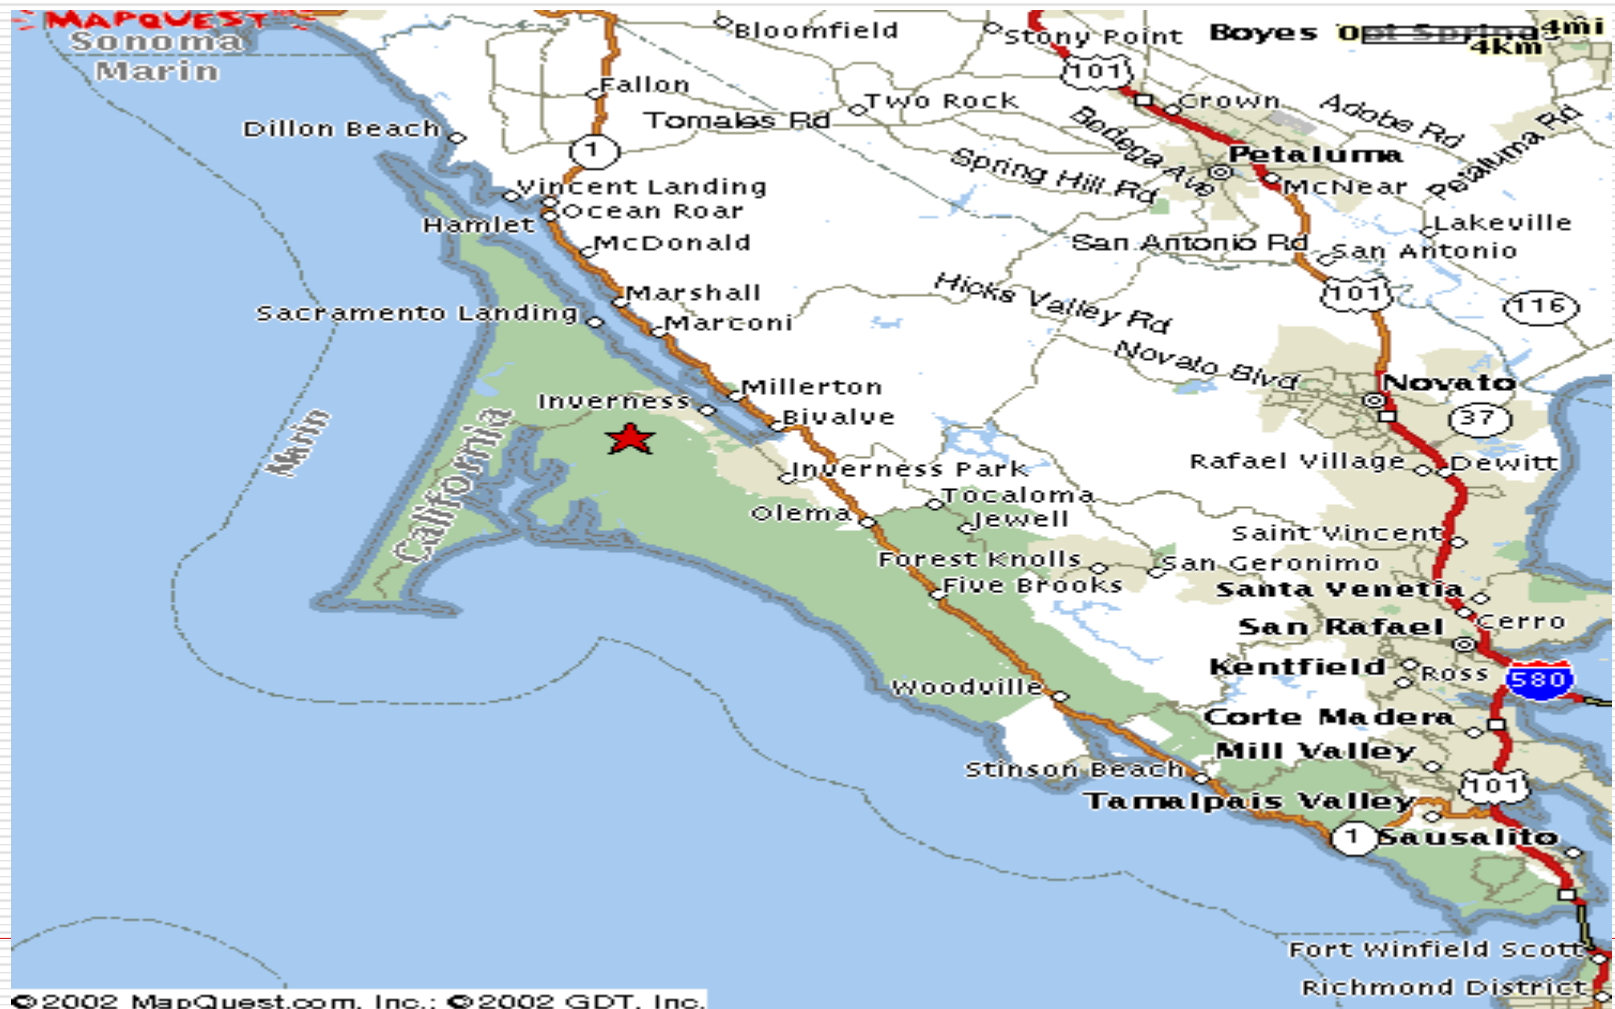 MAPQUEST
Sonoma
Marin
Bloomfield
Stony Point
Boyes
Opt Springs
4mi
4km
101
Fallon
Two Rock
Crown
Adobe Rd
Petaluma Rd
Dillon Beach
Tomales Rd
Bodega Ave
1
Spring Hill Rd
Petaluma
McNear
Vincent Landing
Ocean Roar
Hamlet
McDonald
San Antonio Rd
Lakeville
San Antonio
Marshall
Hicks Valley Rd
101
116
Sacramento Landing
Marconi
Novato Blvd
Novato
Millerton
Inverness
Bivalve
37
Marin
California
Inverness Park
Rafael Village
Dewitt
Tocaloma
Olema
Jewell
Saint Vincent
Forest Knolls
San Geronimo
Five Brooks
Santa Venetia
San Rafael
Cerro
Kentfield
Ross
580
Woodville
Corte Madera
Mill Valley
Stinson Beach
101
Tamalpais Valley
1
Sausalito
Fort Winfield Scott
Richmond District
©2002 MapQuest.com, Inc.; ©2002 GDT, Inc.